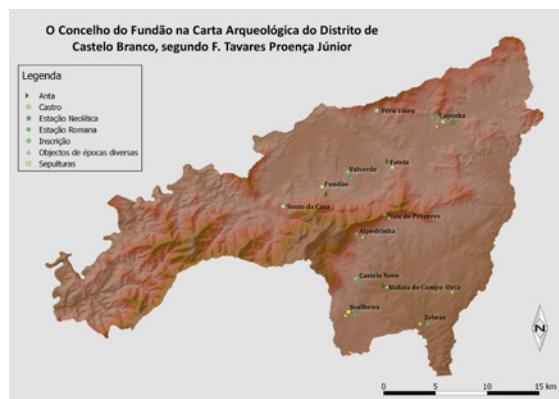 O Concelho do Fundão na Carta Arqueológica do Distrito de
Castelo Branco, segundo F. Tavares Proença Júnior
Legenda
Anta
Castro
Estação Neolítica
Estação Romana
Inscrição
Objectos de épocas diversas
Sepulturas
Pêro Viseu
Capinha
Fatela
Valverde
Fundão
Souto da Casa
Vale de Prazeres
Alpedrinha
Castelo Novo
Atalaia do Campo
Orca
Soalheira
Zebras
N
0 5 10 15 km